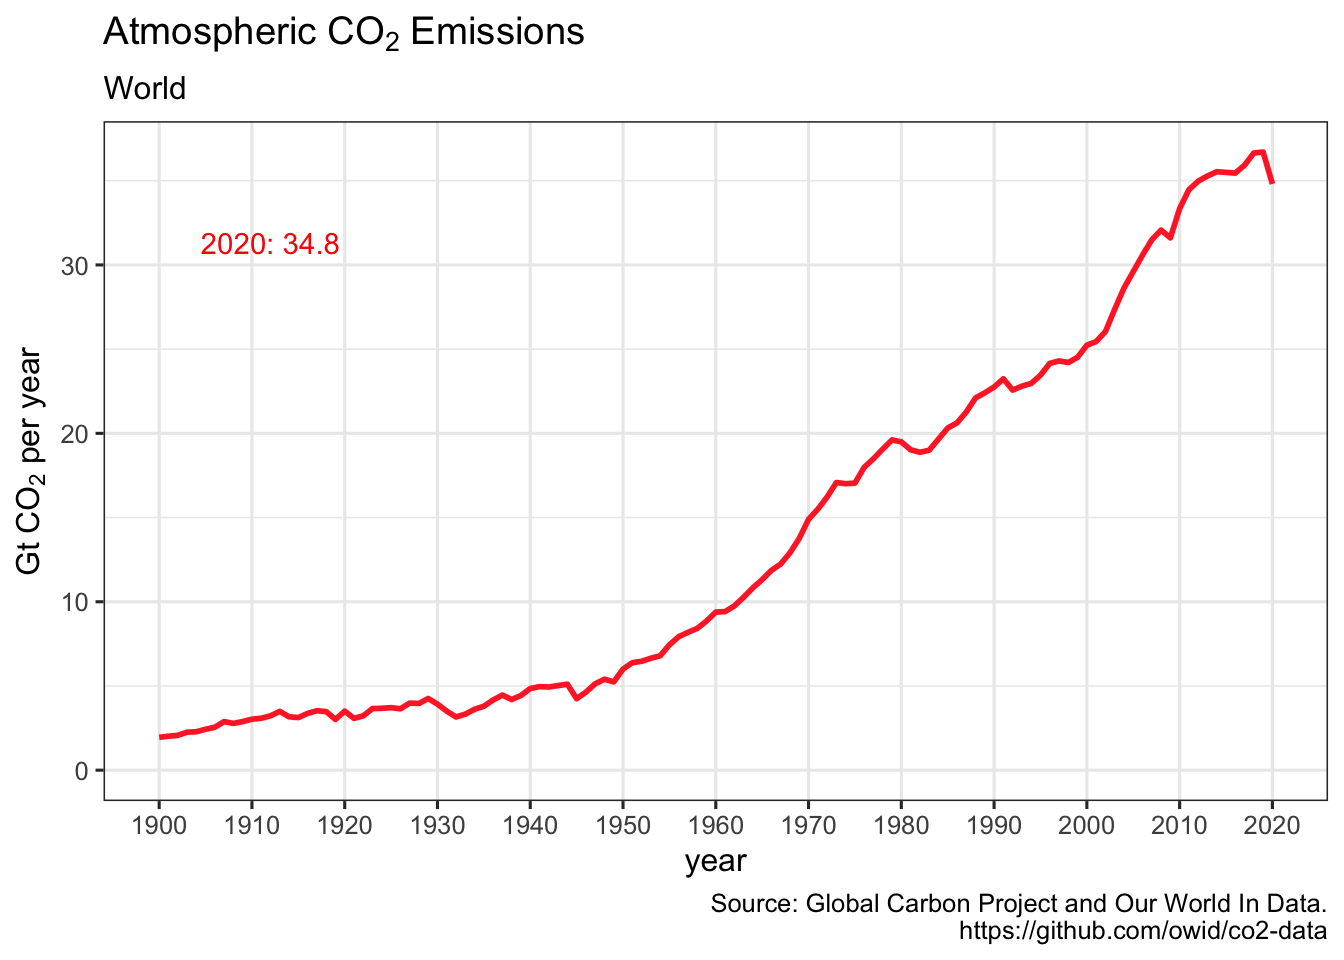 Atmospheric CO₂ Emissions
World
2020: 34.8
Gt CO₂ per year
30
20
10
0
1900 1910 1920 1930 1940 1950 1960 1970 1980 1990 2000 2010 2020
year
Source: Global Carbon Project and Our World In Data.
https://github.com/owid/co2-data